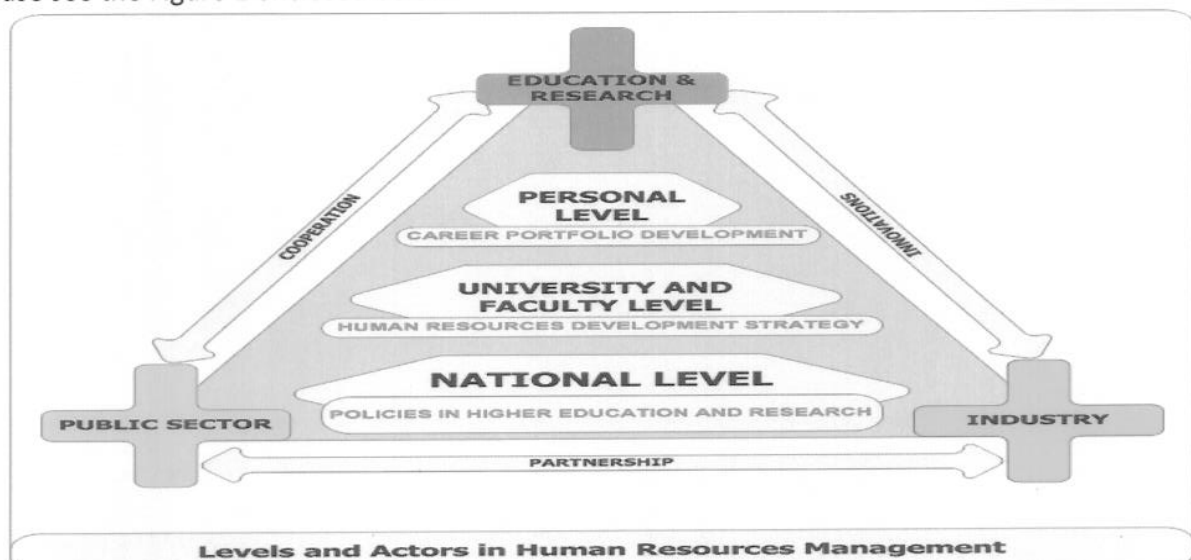 EDUCATION &
RESEARCH
COOPERATION
INNOVATIONS
PERSONAL
LEVEL
CAREER PORTFOLIO DEVELOPMENT
UNIVERSITY AND
FACULTY LEVEL
HUMAN RESOURCES DEVELOPMENT STRATEGY
NATIONAL LEVEL
POLICIES IN HIGHER EDUCATION AND RESEARCH
PUBLIC SECTOR
INDUSTRY
PARTNERSHIP
Levels and Actors in Human Resources Management